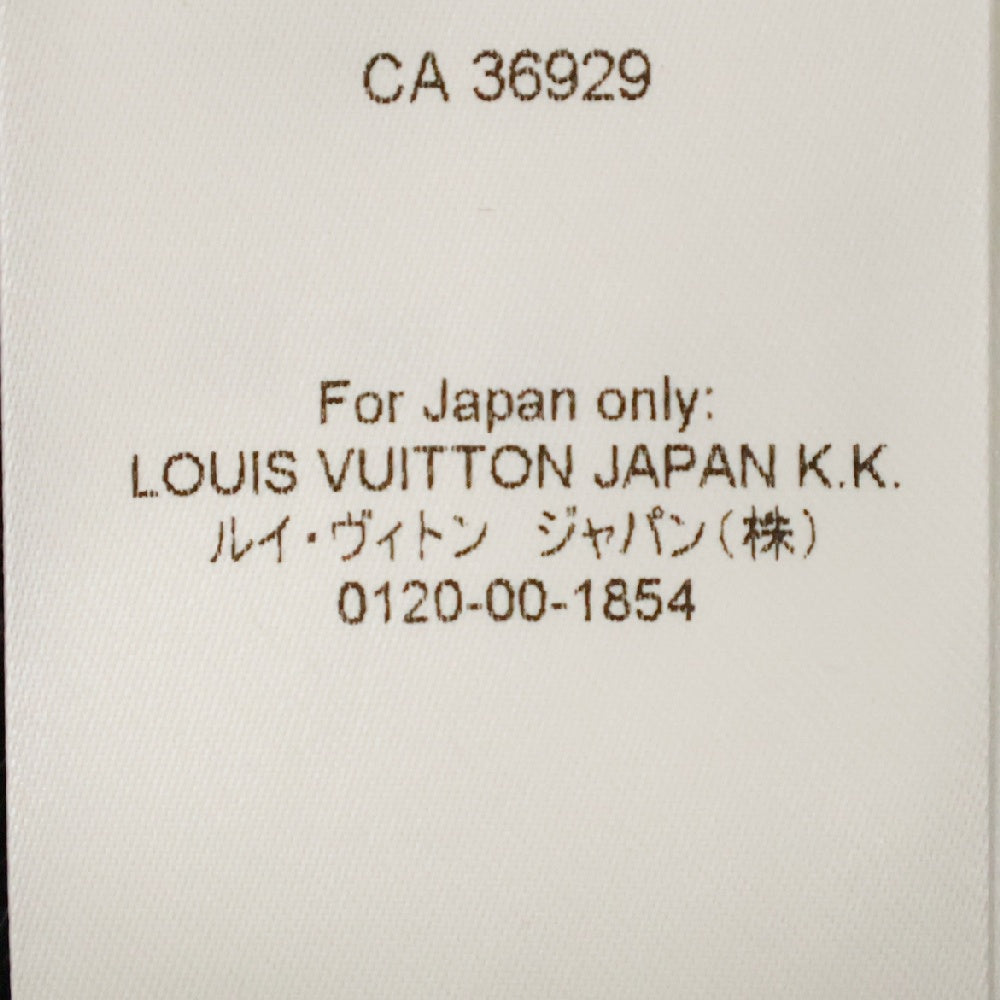 CA 36929
For Japan only:
LOUIS VUITTON JAPAN K.K.
ルイ・ヴィトン　ジャパン(株)
0120-00-1854